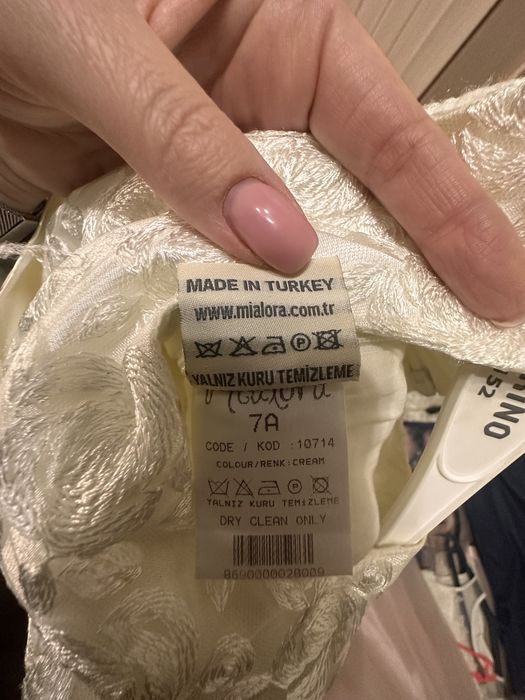 MADE IN TURKEY
www.mialora.com.tr
YALNIZ KURU TEMİZLEME
Mialora
7A
CODE / KOD :10714
COLOUR/RENK:CREAM
YALNIZ KURU TEMİZLEME
DRY CLEAN ONLY
8690000028009